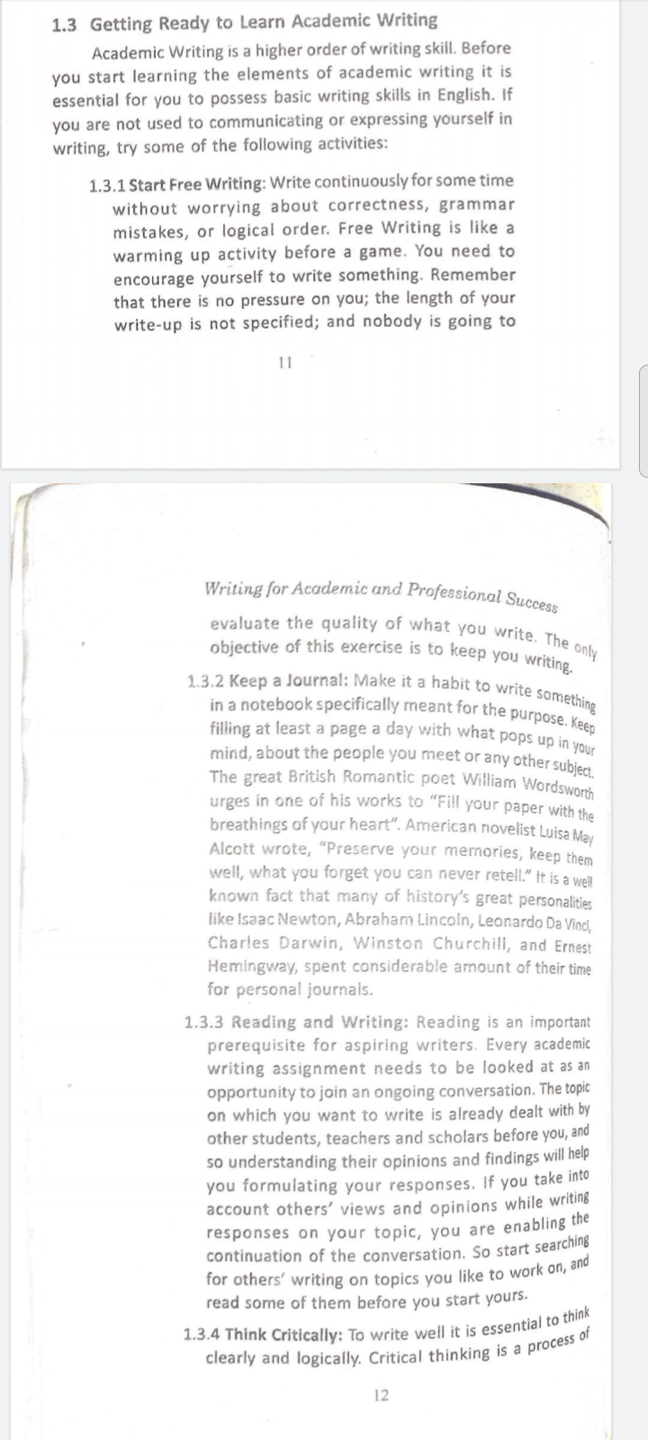 1.3 Getting Ready to Learn Academic Writing
Academic Writing is a higher order of writing skill. Before
you start learning the elements of academic writing it is
essential for you to possess basic writing skills in English. If
you are not used to communicating or expressing yourself in
writing, try some of the following activities:
1.3.1 Start Free Writing: Write continuously for some time
without worrying about correctness, grammar
mistakes, or logical order. Free Writing is like a
warming up activity before a game. You need to
encourage yourself to write something. Remember
that there is no pressure on you; the length of your
write-up is not specified; and nobody is going to
11
Writing for Academic and Professional Success
evaluate the quality of what you write. The only
objective of this exercise is to keep you writing.
1.3.2 Keep a Journal: Make it a habit to write something
in a notebook specifically meant for the purpose. Keep
filling at least a page a day with what pops up in your
mind, about the people you meet or any other subject.
The great British Romantic poet William Wordsworth
urges in one of his works to “Fill your paper with the
breathings of your heart”. American novelist Luisa May
Alcott wrote, “Preserve your memories, keep them
well, what you forget you can never retell.” It is a well
known fact that many of history’s great personalities
like Isaac Newton, Abraham Lincoln, Leonardo Da Vinci,
Charles Darwin, Winston Churchill, and Ernest
Hemingway, spent considerable amount of their time
for personal journals.
1.3.3 Reading and Writing: Reading is an important
prerequisite for aspiring writers. Every academic
writing assignment needs to be looked at as an
opportunity to join an ongoing conversation. The topic
on which you want to write is already dealt with by
other students, teachers and scholars before you, and
so understanding their opinions and findings will help
you formulating your responses. If you take into
account others’ views and opinions while writing
responses on your topic, you are enabling the
continuation of the conversation. So start searching
for others’ writing on topics you like to work on, and
read some of them before you start yours.
1.3.4 Think Critically: To write well it is essential to think
clearly and logically. Critical thinking is a process of
12